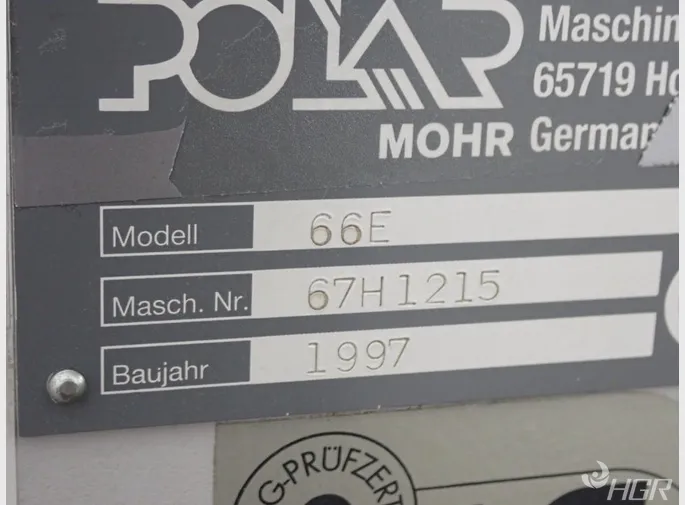 POLAR
MOHR
Maschin
65719 Ho
German
Modell 66E
Masch. Nr. 67H1215
Baujahr 1997
G-PRÜFZERT
HGR